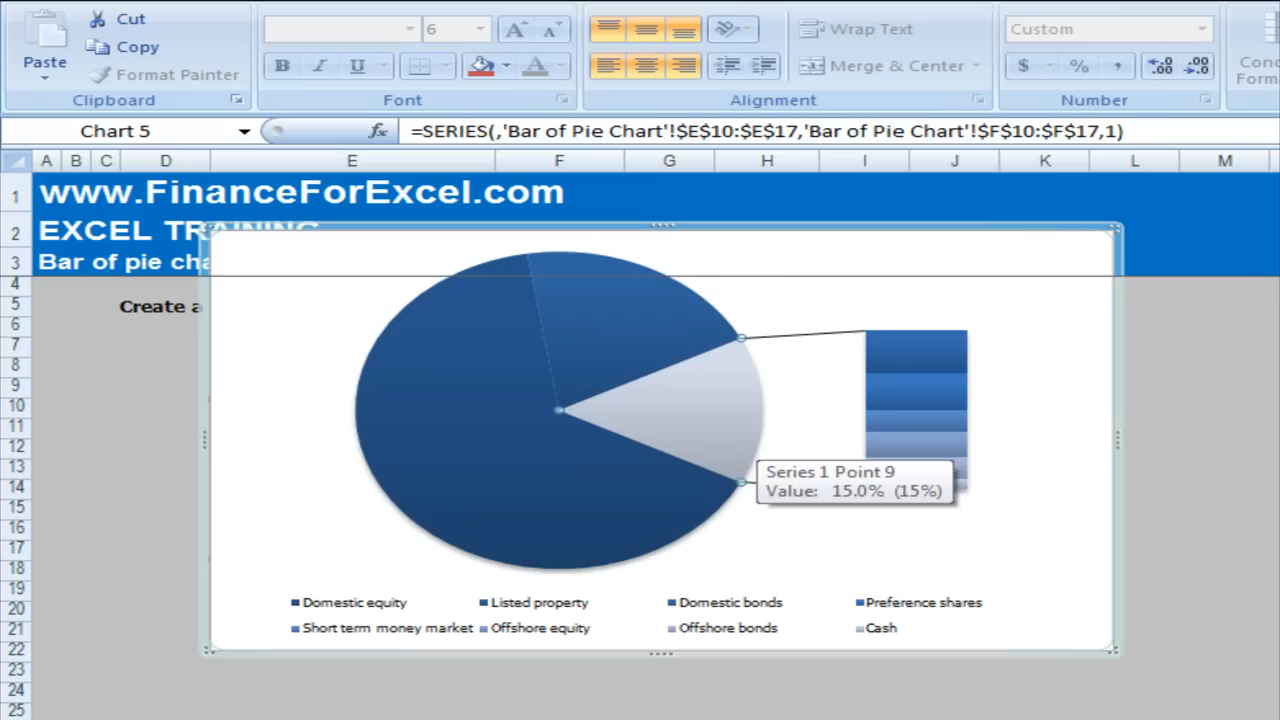 Cut
Copy
Paste
Format Painter
Clipboard
6
A A
B I U
A
Font
Wrap Text
Merge & Center
Alignment
Custom
$ % ,
.00
.00
Number
Chart 5
fx
=SERIES(,'Bar of Pie Chart'!$E$10:$E$17,'Bar of Pie Chart'!$F$10:$F$17,1)
A B C D E F G H I J K L M
1
www.FinanceForExcel.com
2
EXCEL TRAINING
3
Bar of pie cha
4
5
Create a
6
7
8
9
10
11
12
13
14
15
16
17
18
19
20
21
22
23
24
25
Series 1 Point 9
Value: 15.0% (15%)
Domestic equity Listed property Domestic bonds Preference shares
Short term money market Offshore equity Offshore bonds Cash